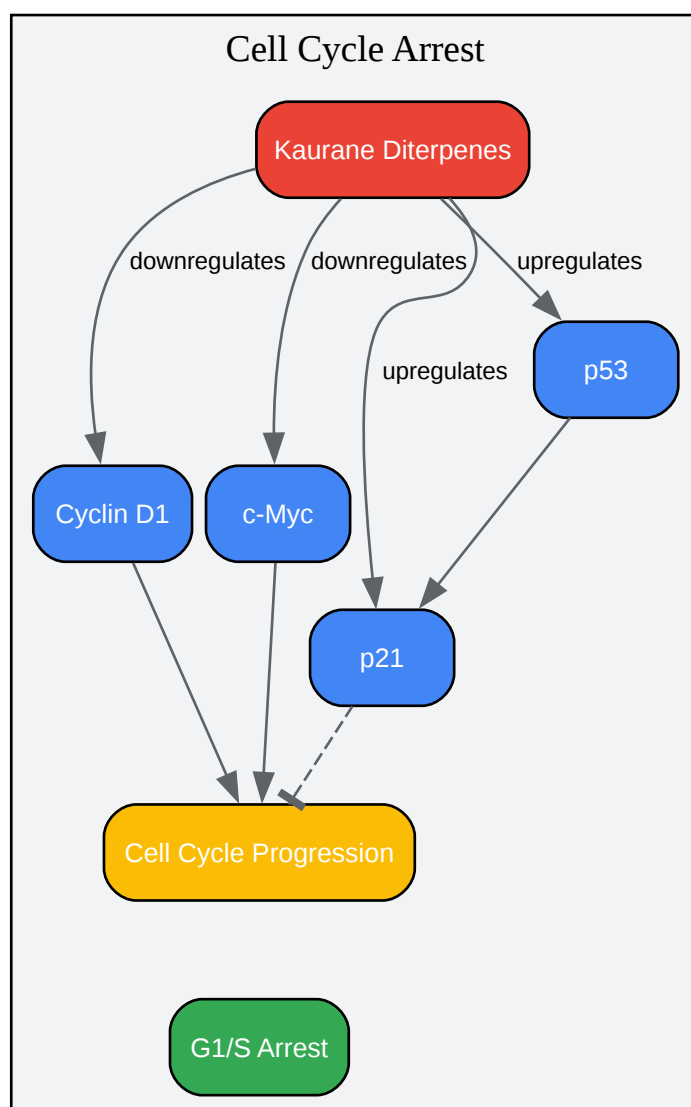 Cell Cycle Arrest
Kaurane Diterpenes
downregulates
downregulates
upregulates
upregulates
p53
Cyclin D1
c-Myc
p21
Cell Cycle Progression
G1/S Arrest